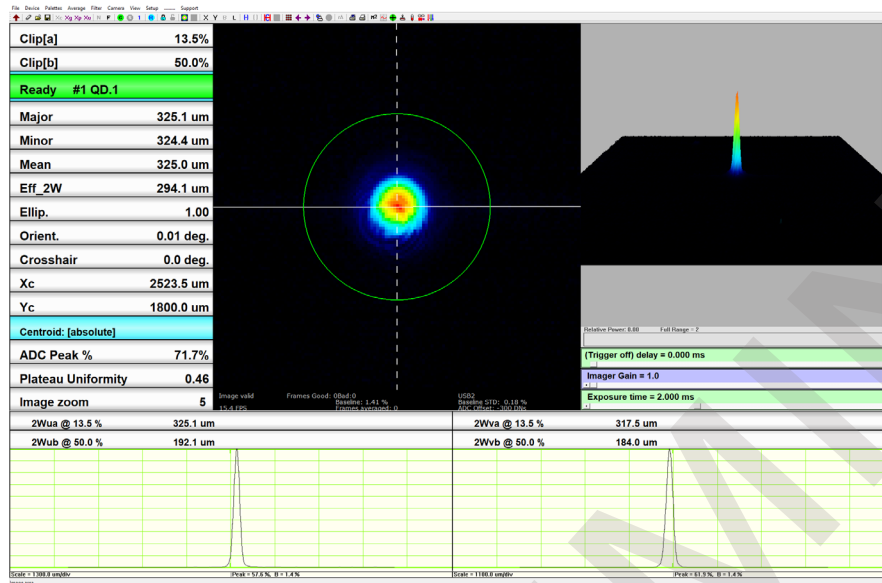 File Device Palettes Average Filter Camera View Setup ...... Support
Clip[a] 13.5%
Clip[b] 50.0%
Ready #1 QD.1
Major 325.1 um
Minor 324.4 um
Mean 325.0 um
Eff_2W 294.1 um
Ellip. 1.00
Orient. 0.01 deg.
Crosshair 0.0 deg.
Xc 2523.5 um
Yc 1800.0 um
Centroid: [absolute]
ADC Peak % 71.7%
Plateau Uniformity 0.46
Image zoom 5
Image valid Frames Good: 0Bad:0 USB2
Baseline: 1.41 % Baseline STD: 0.18 %
15.4 FPS Frames averaged: 0 ADC Offset: -300 DNs
Relative Power: 0.00 Full Range = 2
(Trigger off) delay = 0.000 ms
Imager Gain = 1.0
Exposure time = 2.000 ms
2Wua @ 13.5 % 325.1 um 2Wva @ 13.5 % 317.5 um
2Wub @ 50.0 % 192.1 um 2Wvb @ 50.0 % 184.0 um
Scale = 1300.0 um/div Peak = 57.6 %, B = 1.4 % Scale = 1100.0 um/div Peak = 61.9 %, B = 1.4 %